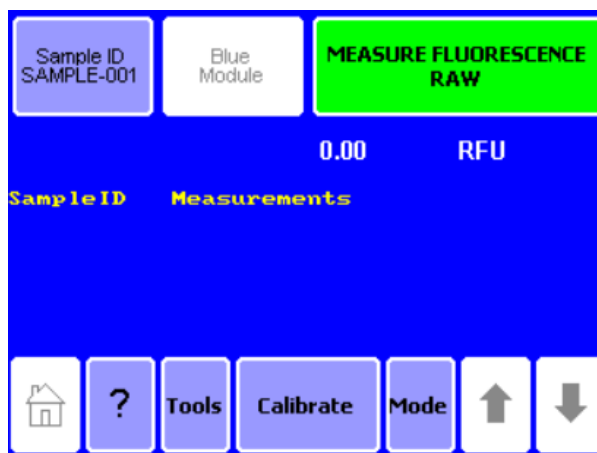 Sample ID
SAMPLE-001
Blue
Module
MEASURE FLUORESCENCE
RAW
0.00 RFU
SampleID Measurements
? Tools Calibrate Mode